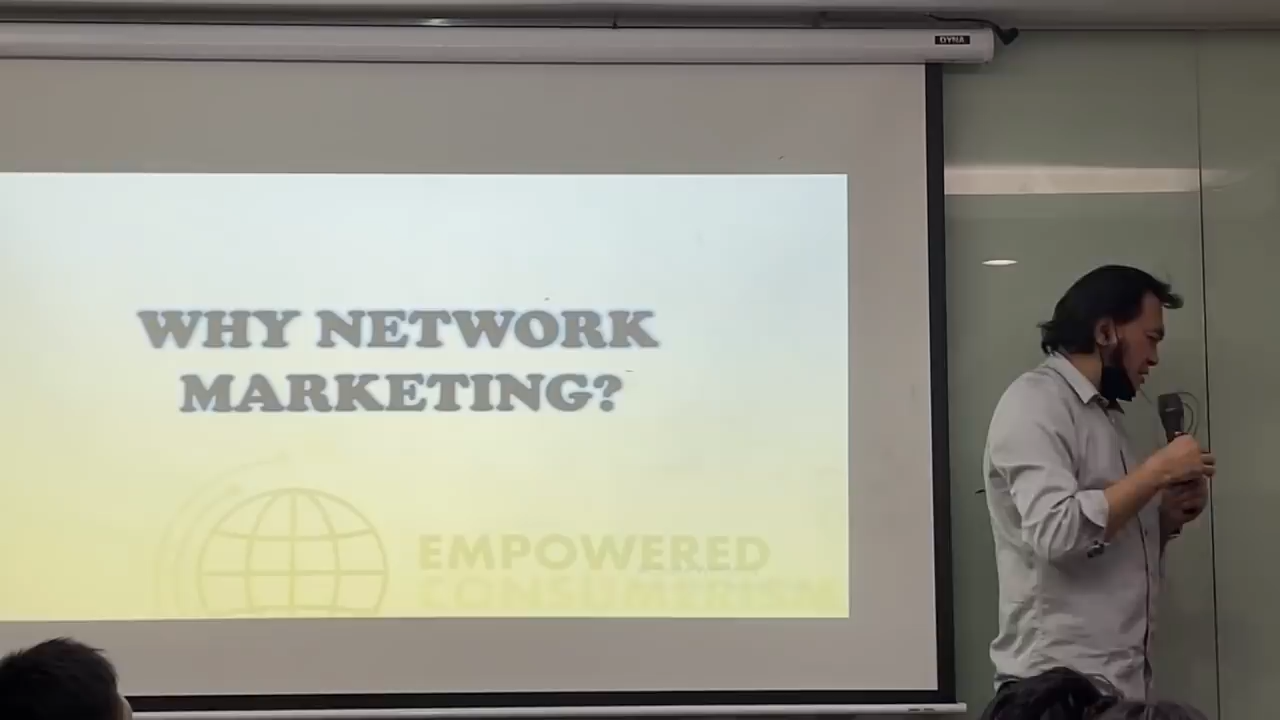 DYNA
WHY NETWORK
MARKETING?
EMPOWERED
CONSUMERISM